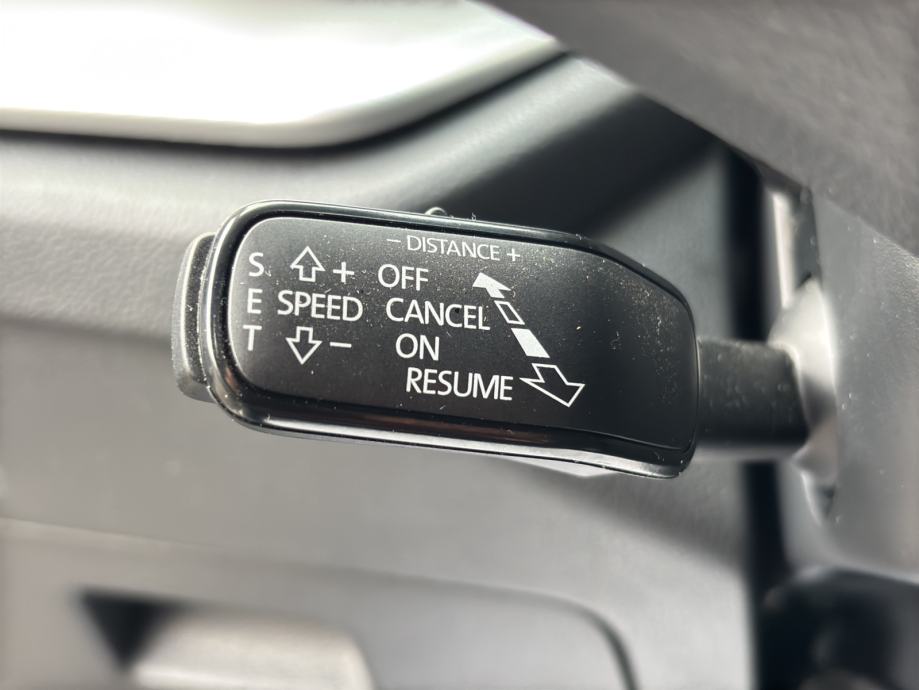 - DISTANCE +
S + OFF
E SPEED CANCEL
T - ON
RESUME